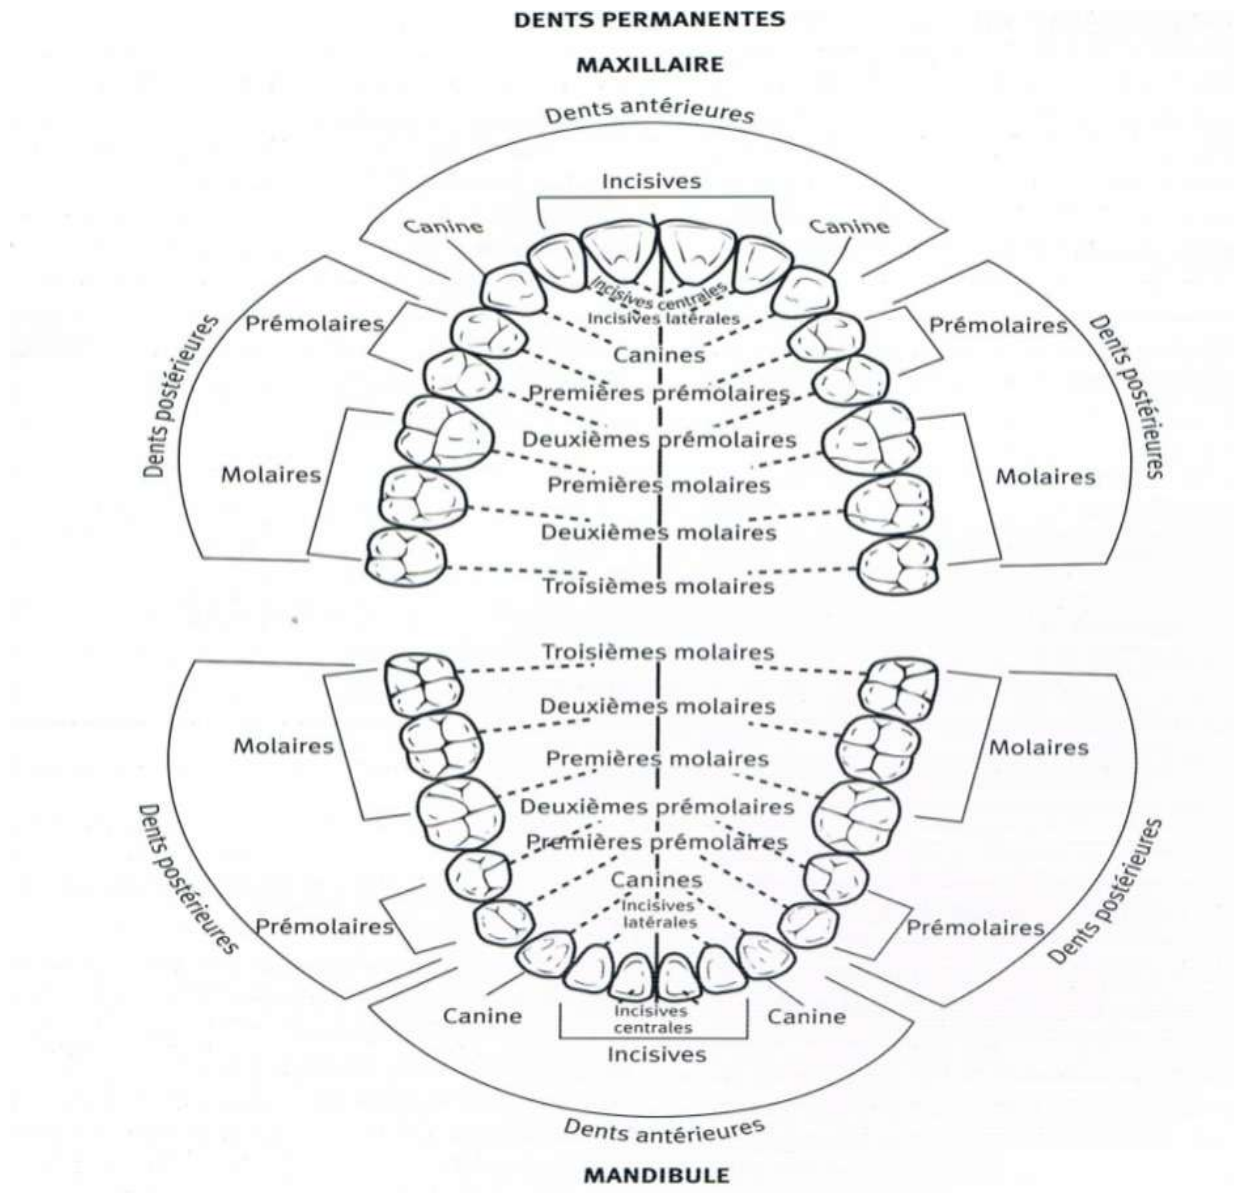 DENTS PERMANENTES
MAXILLAIRE
Dents antérieures
Incisives
Canine
Canine
Incisives centrales
Incisives latérales
Prémolaires
Prémolaires
Dents postérieures
Dents postérieures
Canines
Premières prémolaires
Deuxièmes prémolaires
Molaires
Molaires
Premières molaires
Deuxièmes molaires
Troisièmes molaires
Troisièmes molaires
Deuxièmes molaires
Molaires
Molaires
Premières molaires
Deuxièmes prémolaires
Premières prémolaires
Dents postérieures
Dents postérieures
Canines
Incisives
latérales
Prémolaires
Prémolaires
Canine
Incisives
centrales
Canine
Incisives
Dents antérieures
MANDIBULE